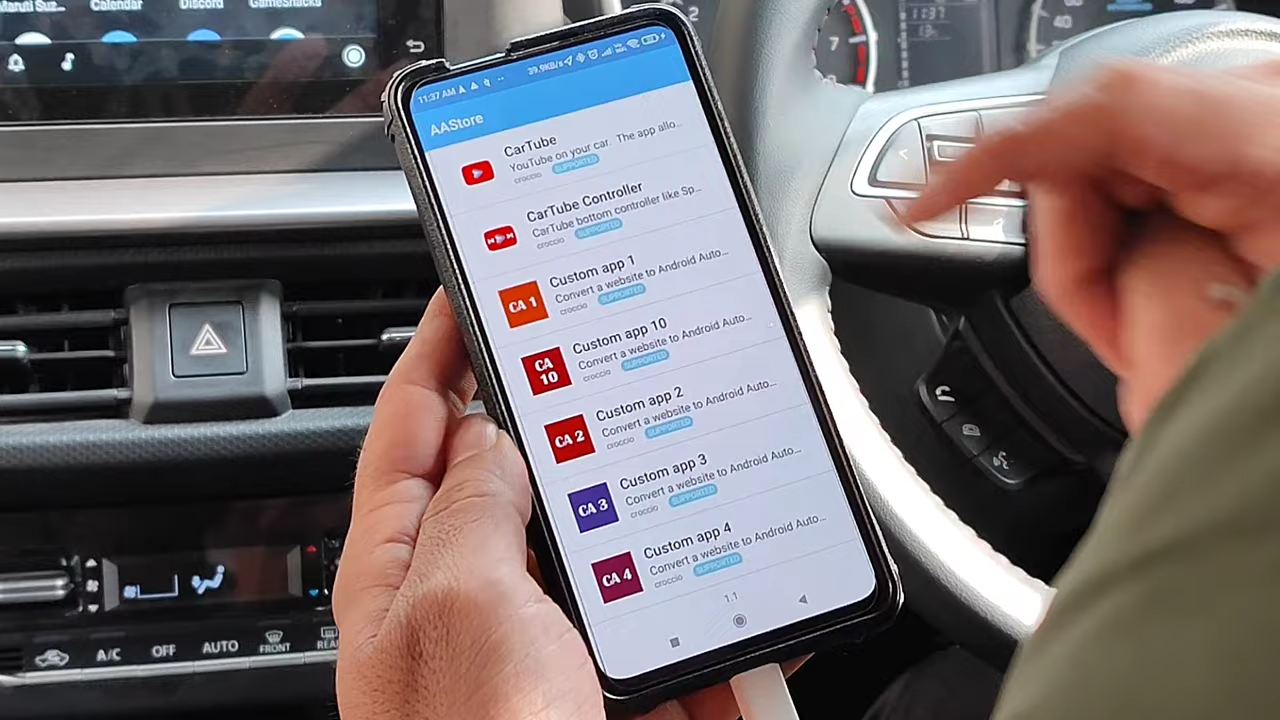 Maruti Suz... Calendar Discord GameSnacks
11:37 AM 39.9KB/s
AAStore
CarTube
YouTube on your car. The app allo...
croccio SUPPORTED
CarTube Controller
CarTube bottom controller like Sp...
croccio SUPPORTED
CA 1
Custom app 1
Convert a website to Android Auto...
croccio SUPPORTED
CA 10
Custom app 10
Convert a website to Android Auto...
croccio SUPPORTED
CA 2
Custom app 2
Convert a website to Android Auto...
croccio SUPPORTED
CA 3
Custom app 3
Convert a website to Android Auto...
croccio SUPPORTED
CA 4
Custom app 4
Convert a website to Android Auto...
croccio SUPPORTED
1.1
7
11:37
40
A/C OFF AUTO FRONT REAR